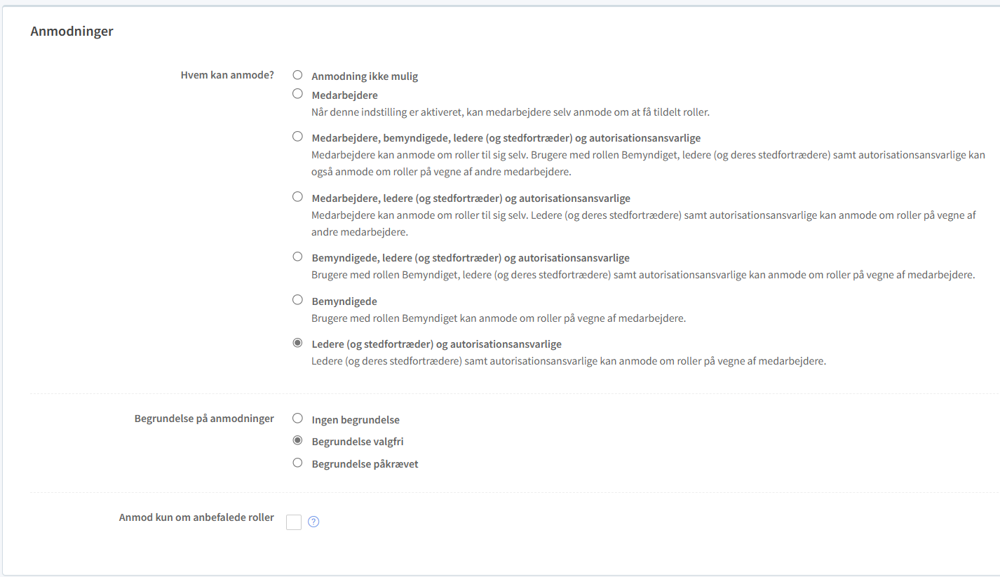 Anmodninger
Hvem kan anmode?
Anmodning ikke mulig
Medarbejdere
Når denne indstilling er aktiveret, kan medarbejdere selv anmode om at få tildelt roller.
Medarbejdere, bemyndigede, ledere (og stedfortræder) og autorisationsansvarlige
Medarbejdere kan anmode om roller til sig selv. Brugere med rollen Bemyndiget, ledere (og deres stedfortrædere) samt autorisationsansvarlige kan
også anmode om roller på vegne af andre medarbejdere.
Medarbejdere, ledere (og stedfortræder) og autorisationsansvarlige
Medarbejdere kan anmode om roller til sig selv. Ledere (og deres stedfortrædere) samt autorisationsansvarlige kan anmode om roller på vegne af
andre medarbejdere.
Bemyndigede, ledere (og stedfortræder) og autorisationsansvarlige
Brugere med rollen Bemyndiget, ledere (og deres stedfortrædere) samt autorisationsansvarlige kan anmode om roller på vegne af medarbejdere.
Bemyndigede
Brugere med rollen Bemyndiget kan anmode om roller på vegne af medarbejdere.
Ledere (og stedfortræder) og autorisationsansvarlige
Ledere (og deres stedfortrædere) samt autorisationsansvarlige kan anmode om roller på vegne af medarbejdere.
Begrundelse på anmodninger
Ingen begrundelse
Begrundelse valgfri
Begrundelse påkrævet
Anmod kun om anbefalede roller
?